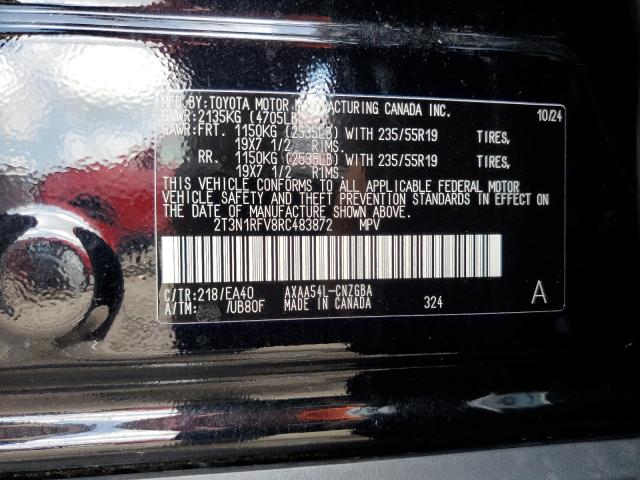 MFD.BY:TOYOTA MOTOR MANUFACTURING CANADA INC.
GVWR:2135KG (4705LB) 10/24
GAWR:FRT. 1150KG (2535LB) WITH 235/55R19 TIRES,
19X7 1/2 RIMS.
RR. 1150KG (2535LB) WITH 235/55R19 TIRES,
19X7 1/2 RIMS.
THIS VEHICLE CONFORMS TO ALL APPLICABLE FEDERAL MOTOR
VEHICLE SAFETY AND THEFT PREVENTION STANDARDS IN EFFECT ON
THE DATE OF MANUFACTURE SHOWN ABOVE.
2T3N1RFV8RC483872 MPV
C/TR:218/EA40 AXAA54L-CNZGBA
A/TM: /UB80F MADE IN CANADA 324 A